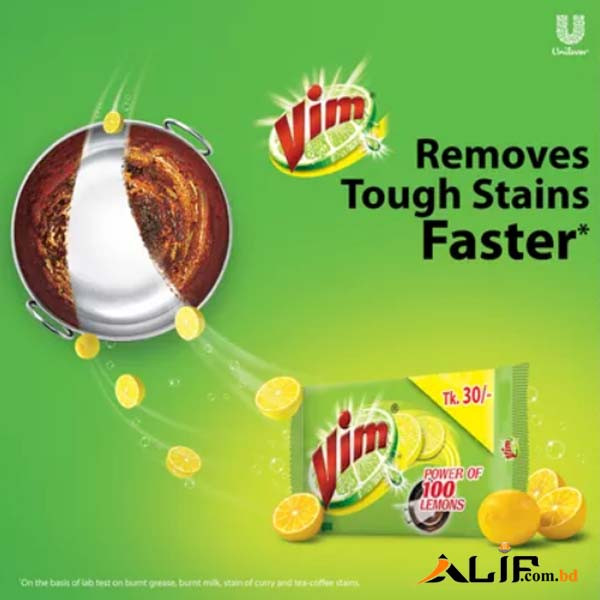 Unilever
Vim
Removes
Tough Stains
Faster*
Tk. 30/-
Vim
Vim
POWER OF
100
LEMONS
ALIF.com.bd
*On the basis of lab test on burnt grease, burnt milk, stain of curry and tea-coffee stains.